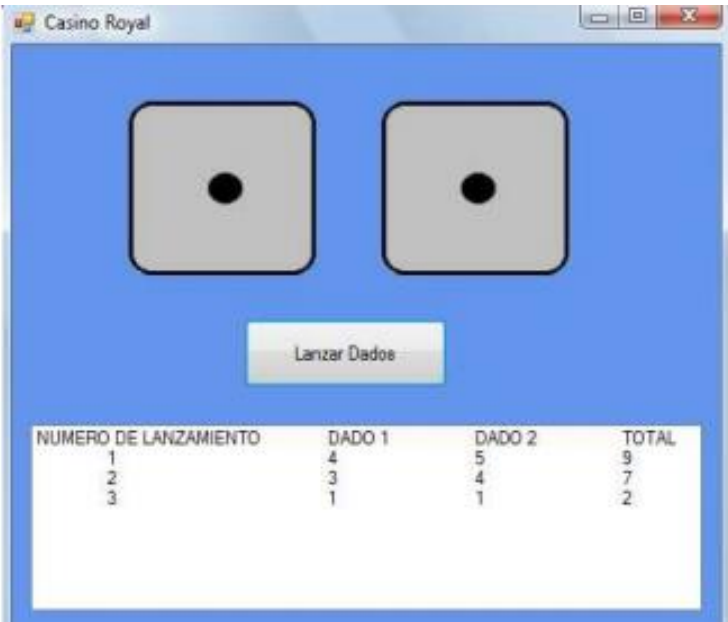 Casino Royal
Lanzar Dados
NUMERO DE LANZAMIENTO DADO 1 DADO 2 TOTAL
1 4 5 9
2 3 4 7
3 1 1 2